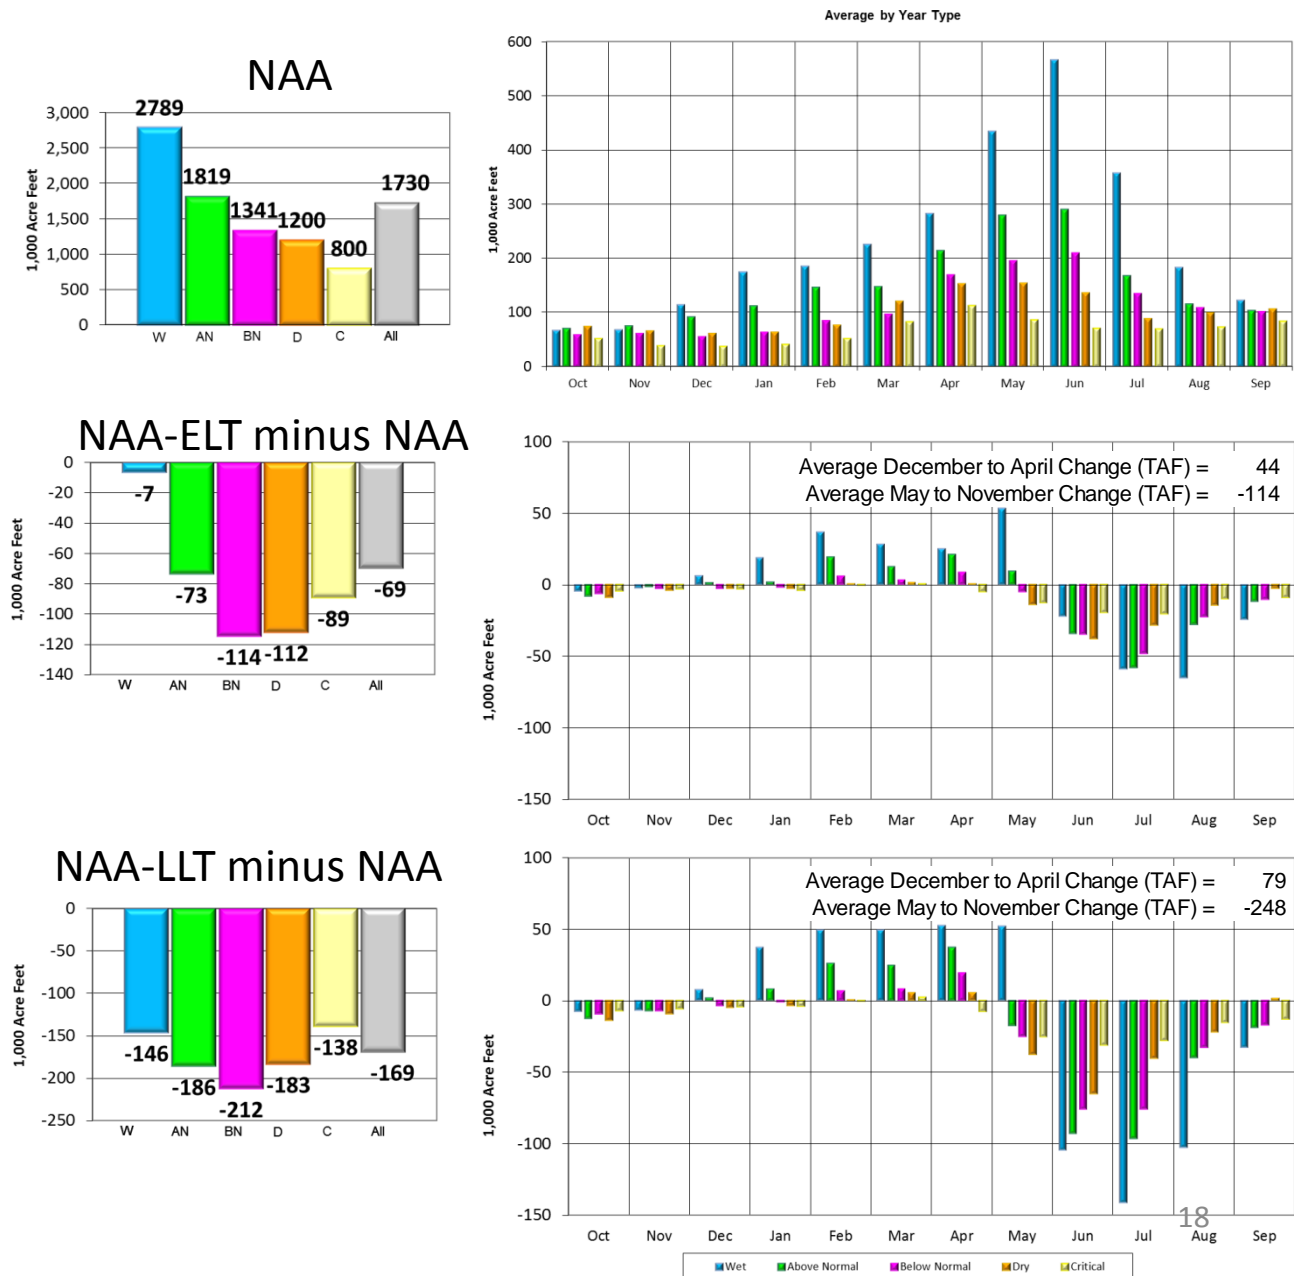 Average by Year Type
NAA
1,000 Acre Feet
3,000
2,500
2,000
1,500
1,000
500
0
2789
1819
1341
1200
800
1730
W AN BN D C All
1,000 Acre Feet
600
500
400
300
200
100
0
Oct Nov Dec Jan Feb Mar Apr May Jun Jul Aug Sep
NAA-ELT minus NAA
1,000 Acre Feet
0
-20
-40
-60
-80
-100
-120
-140
-7
-73
-114
-112
-89
-69
W AN BN D C All
Average December to April Change (TAF) = 44
Average May to November Change (TAF) = -114
1,000 Acre Feet
100
50
0
-50
-100
-150
Oct Nov Dec Jan Feb Mar Apr May Jun Jul Aug Sep
NAA-LLT minus NAA
1,000 Acre Feet
0
-50
-100
-150
-200
-250
-146
-186
-212
-183
-138
-169
W AN BN D C All
Average December to April Change (TAF) = 79
Average May to November Change (TAF) = -248
1,000 Acre Feet
100
50
0
-50
-100
-150
18
Oct Nov Dec Jan Feb Mar Apr May Jun Jul Aug Sep
Wet Above Normal Below Normal Dry Critical